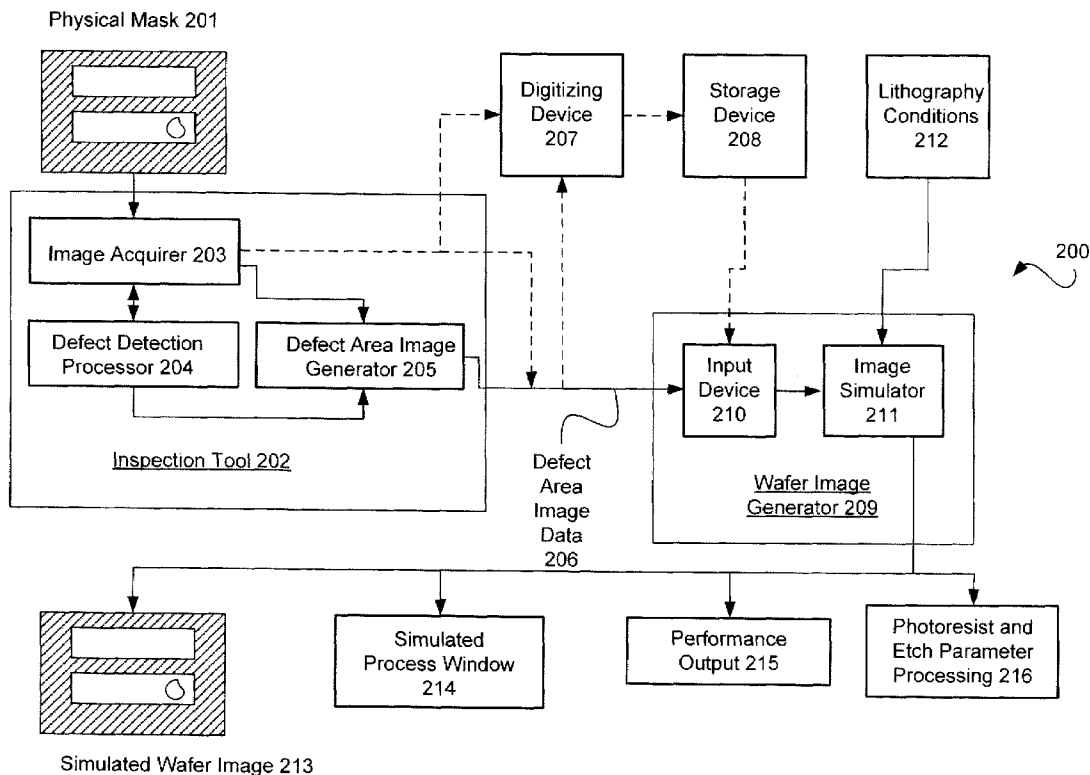 Physical Mask 201
Digitizing
Device
207
Storage
Device
208
Lithography
Conditions
212
200
Image Acquirer 203
Defect Detection
Processor 204
Defect Area Image
Generator 205
Inspection Tool 202
Defect
Area
Image
Data
206
Input
Device
210
Image
Simulator
211
Wafer Image
Generator 209
Simulated
Process Window
214
Performance
Output 215
Photoresist and
Etch Parameter
Processing 216
Simulated Wafer Image 213